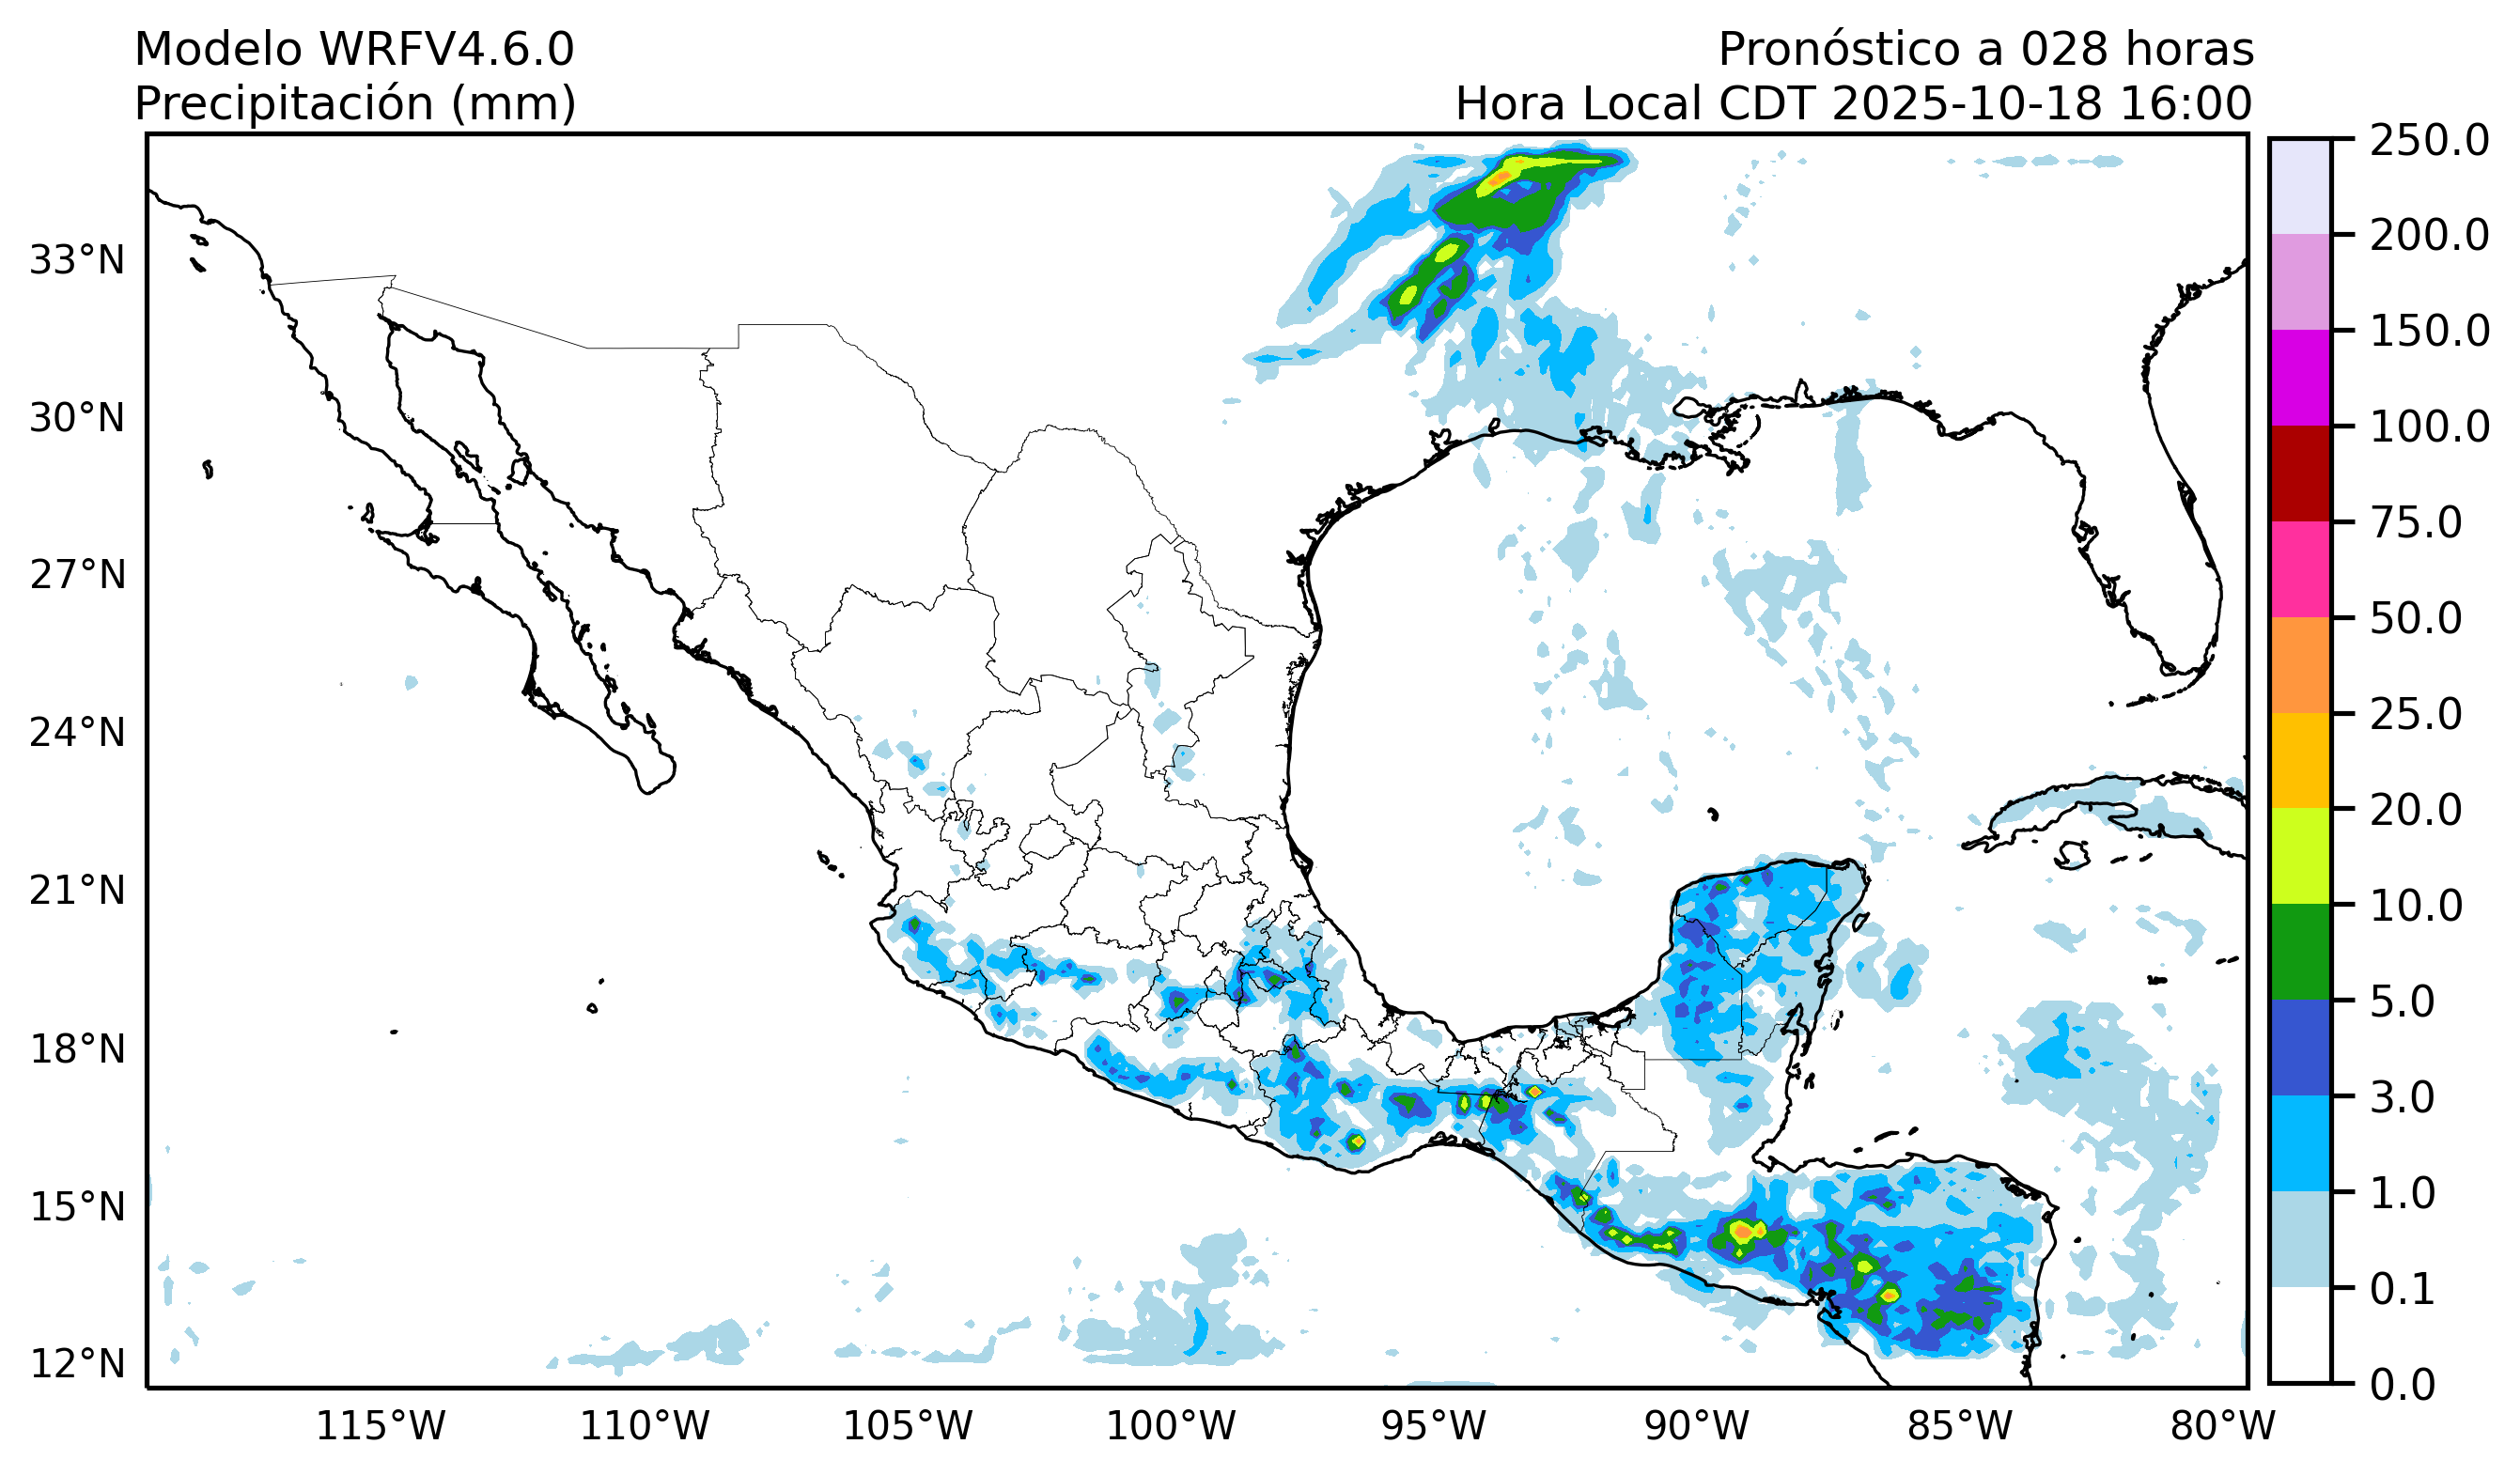 Modelo WRFV4.6.0
Precipitación (mm)
Pronóstico a 028 horas
Hora Local CDT 2025-10-18 16:00
33°N
30°N
27°N
24°N
21°N
18°N
15°N
12°N
115°W
110°W
105°W
100°W
95°W
90°W
85°W
80°W
250.0
200.0
150.0
100.0
75.0
50.0
25.0
20.0
10.0
5.0
3.0
1.0
0.1
0.0